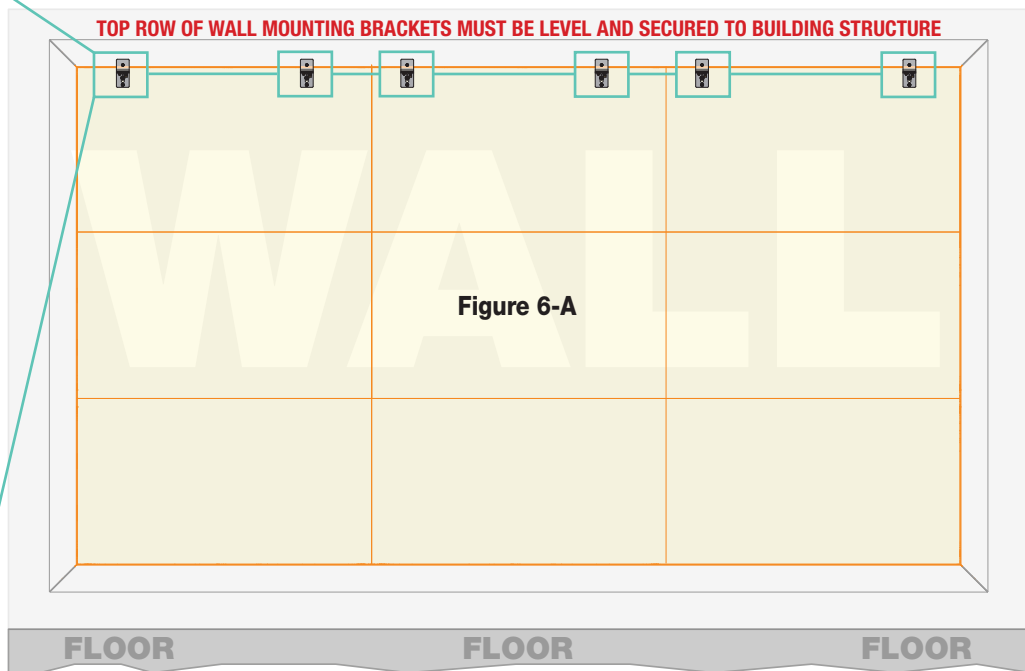 TOP ROW OF WALL MOUNTING BRACKETS MUST BE LEVEL AND SECURED TO BUILDING STRUCTURE
WALL
Figure 6-A
FLOOR FLOOR FLOOR